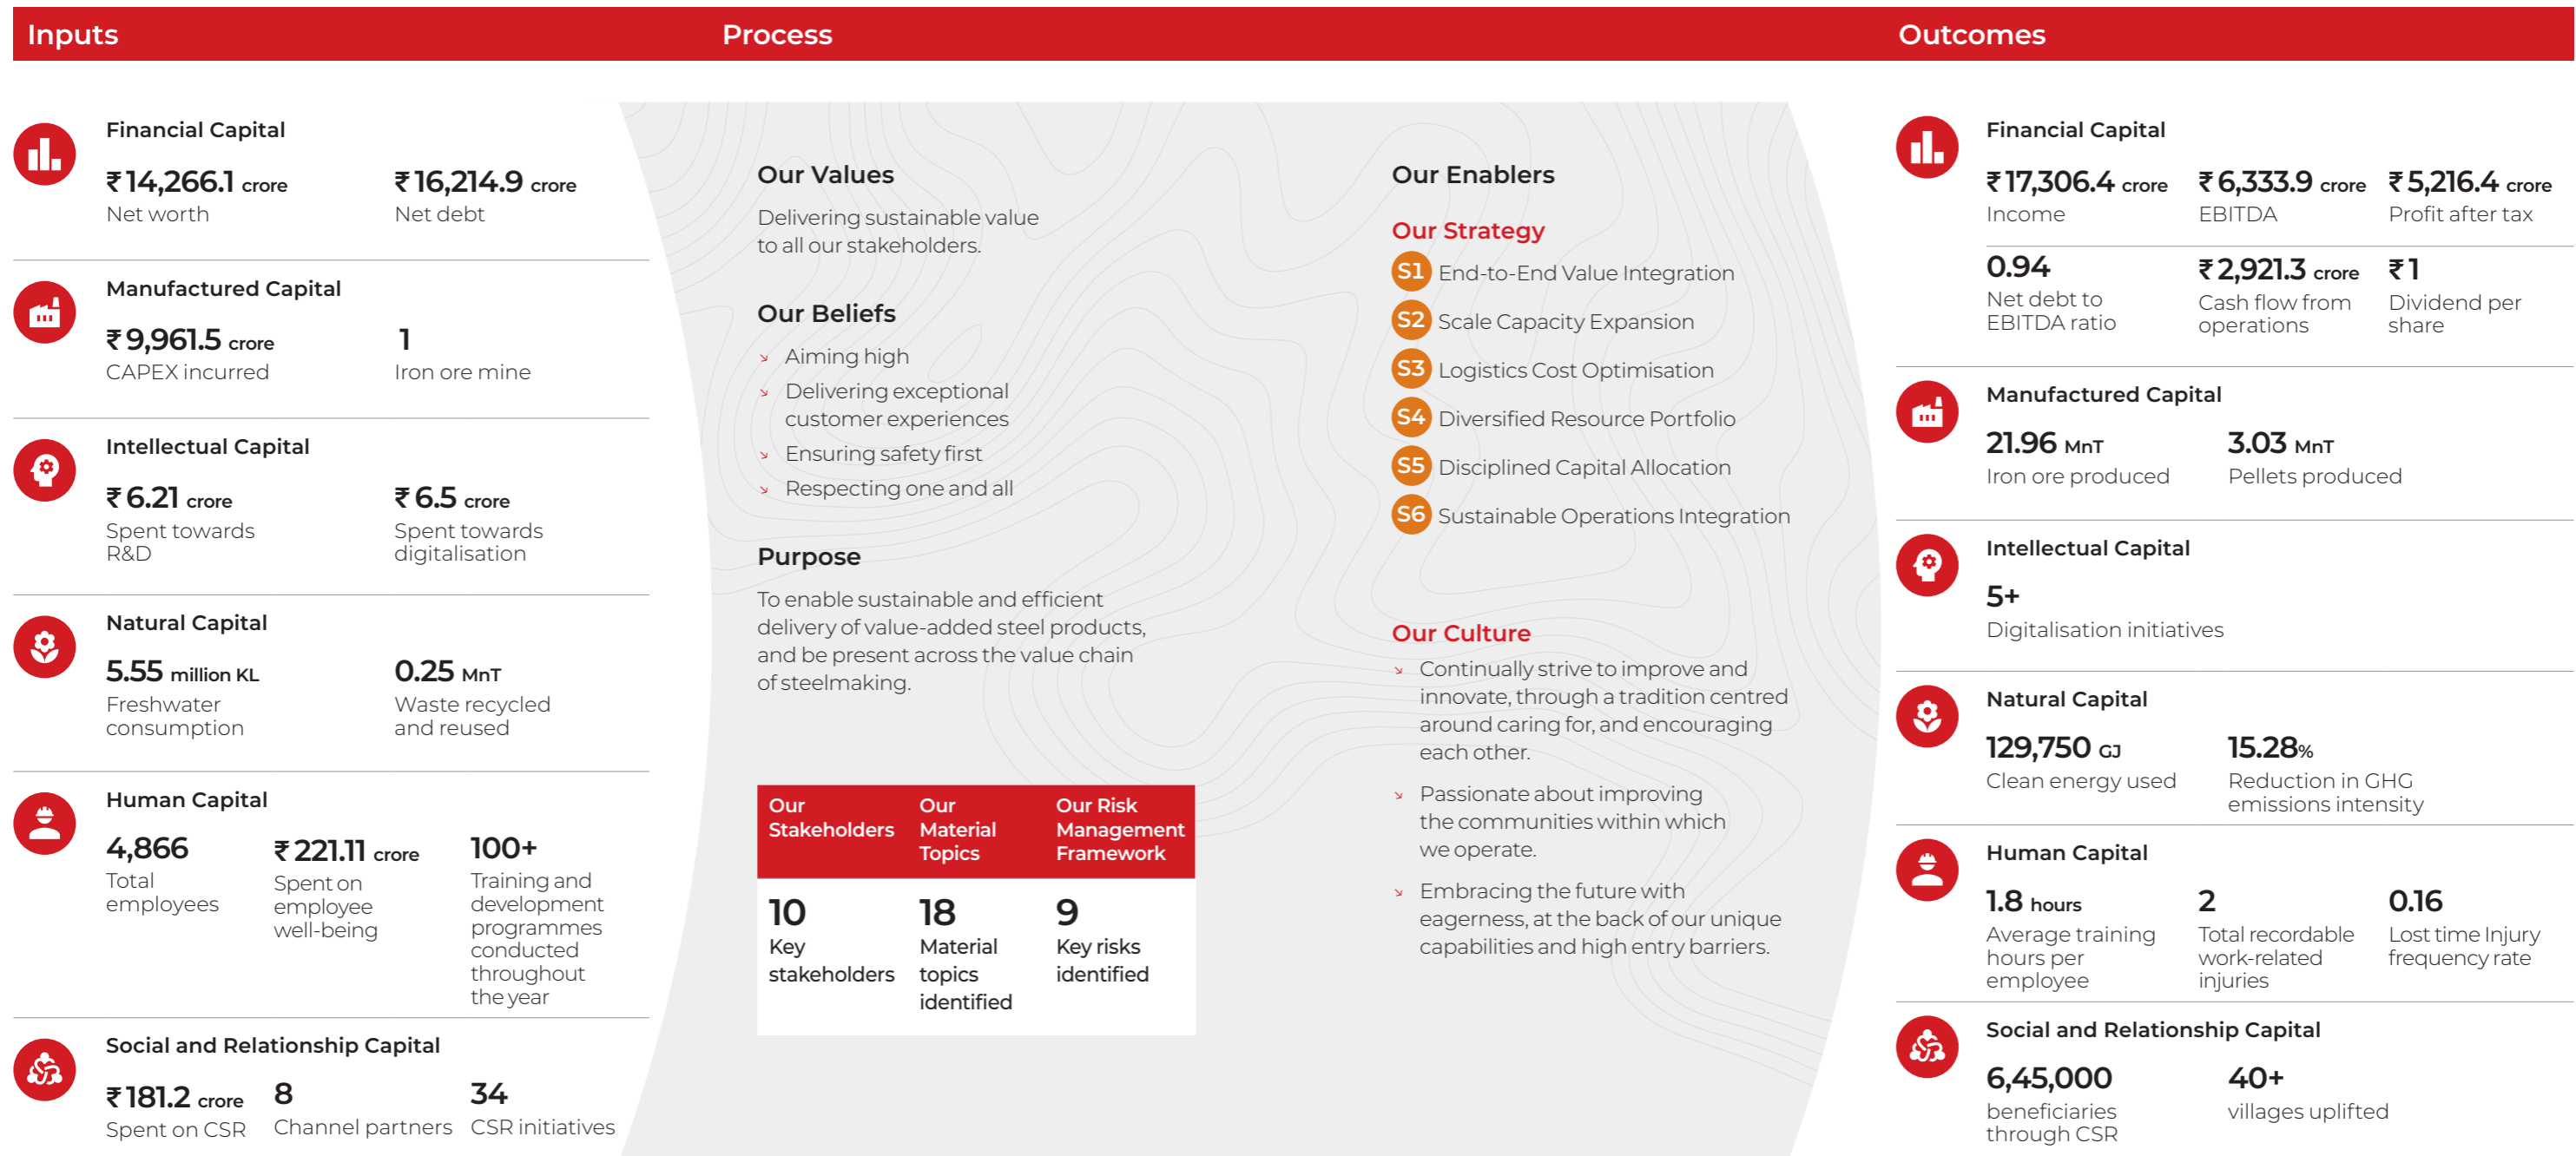 Inputs
Process
Outcomes
Financial Capital
₹ 14,266.1 crore
Net worth
₹ 16,214.9 crore
Net debt
Manufactured Capital
₹ 9,961.5 crore
CAPEX incurred
1
Iron ore mine
Intellectual Capital
₹ 6.21 crore
Spent towards
R&D
₹ 6.5 crore
Spent towards
digitalisation
Natural Capital
5.55 million KL
Freshwater
consumption
0.25 MnT
Waste recycled
and reused
Human Capital
4,866
Total
employees
₹ 221.11 crore
Spent on
employee
well-being
100+
Training and
development
programmes
conducted
throughout
the year
Social and Relationship Capital
₹ 181.2 crore
Spent on CSR
8
Channel partners
34
CSR initiatives
Our Values
Delivering sustainable value
to all our stakeholders.
Our Beliefs
Aiming high
Delivering exceptional
customer experiences
Ensuring safety first
Respecting one and all
Purpose
To enable sustainable and efficient
delivery of value-added steel products,
and be present across the value chain
of steelmaking.
Our
Stakeholders
Our
Material
Topics
Our Risk
Management
Framework
10
Key
stakeholders
18
Material
topics
identified
9
Key risks
identified
Our Enablers
Our Strategy
S1 End-to-End Value Integration
S2 Scale Capacity Expansion
S3 Logistics Cost Optimisation
S4 Diversified Resource Portfolio
S5 Disciplined Capital Allocation
S6 Sustainable Operations Integration
Our Culture
Continually strive to improve and
innovate, through a tradition centred
around caring for, and encouraging
each other.
Passionate about improving
the communities within which
we operate.
Embracing the future with
eagerness, at the back of our unique
capabilities and high entry barriers.
Financial Capital
₹ 17,306.4 crore
Income
₹ 6,333.9 crore
EBITDA
₹ 5,216.4 crore
Profit after tax
0.94
Net debt to
EBITDA ratio
₹ 2,921.3 crore
Cash flow from
operations
₹ 1
Dividend per
share
Manufactured Capital
21.96 MnT
Iron ore produced
3.03 MnT
Pellets produced
Intellectual Capital
5+
Digitalisation initiatives
Natural Capital
129,750 GJ
Clean energy used
15.28%
Reduction in GHG
emissions intensity
Human Capital
1.8 hours
Average training
hours per
employee
2
Total recordable
work-related
injuries
0.16
Lost time Injury
frequency rate
Social and Relationship Capital
6,45,000
beneficiaries
through CSR
40+
villages uplifted